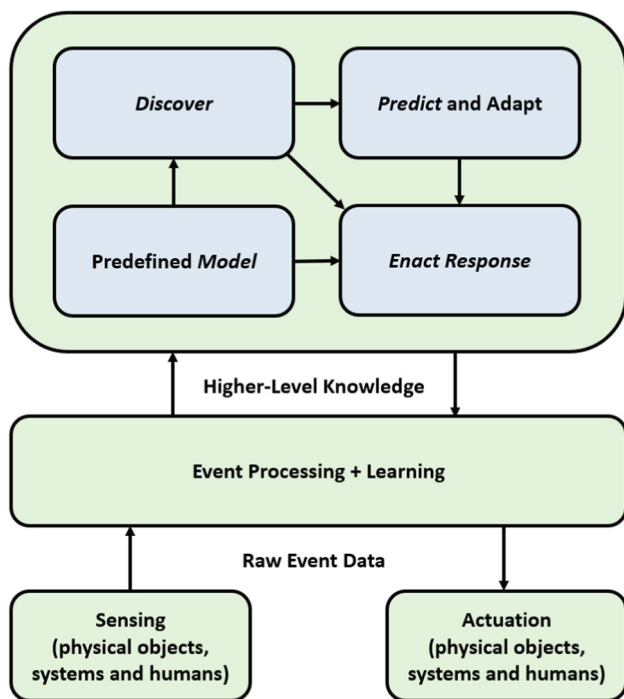 Discover
Predict and Adapt
Predefined Model
Enact Response
Higher-Level Knowledge
Event Processing + Learning
Raw Event Data
Sensing
(physical objects,
systems and humans)
Actuation
(physical objects,
systems and humans)